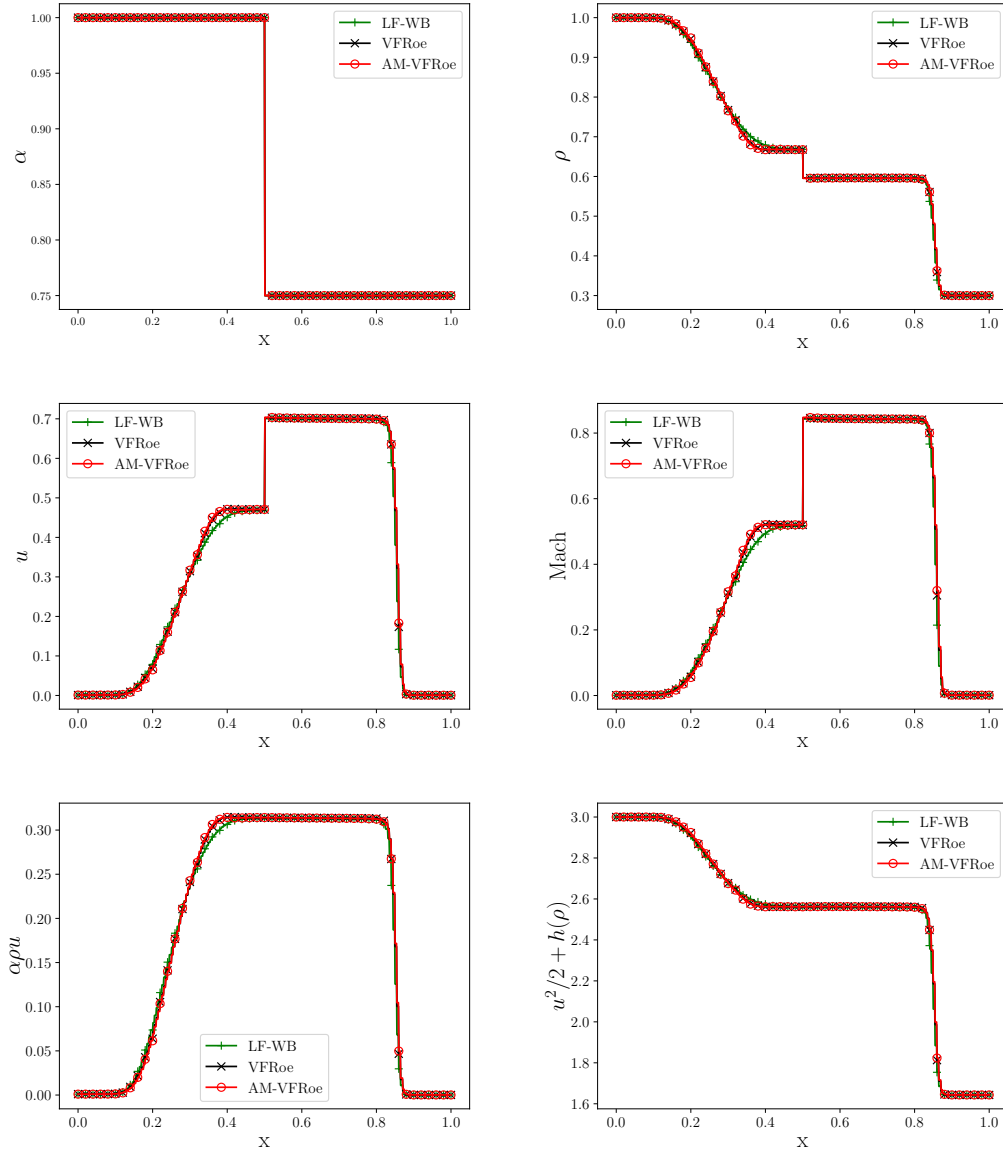 1.00
0.95
0.90
0.85
0.80
0.75
α
0.0 0.2 0.4 0.6 0.8 1.0
x
LF-WB
VFRoe
AM-VFRoe
1.0
0.9
0.8
0.7
0.6
0.5
0.4
0.3
ρ
0.0 0.2 0.4 0.6 0.8 1.0
x
LF-WB
VFRoe
AM-VFRoe
0.7
0.6
0.5
0.4
0.3
0.2
0.1
0.0
u
0.0 0.2 0.4 0.6 0.8 1.0
x
LF-WB
VFRoe
AM-VFRoe
0.8
0.6
0.4
0.2
0.0
Mach
0.0 0.2 0.4 0.6 0.8 1.0
x
LF-WB
VFRoe
AM-VFRoe
0.30
0.25
0.20
0.15
0.10
0.05
0.00
αρu
0.0 0.2 0.4 0.6 0.8 1.0
x
LF-WB
VFRoe
AM-VFRoe
3.0
2.8
2.6
2.4
2.2
2.0
1.8
1.6
u²/2 + h(ρ)
0.0 0.2 0.4 0.6 0.8 1.0
x
LF-WB
VFRoe
AM-VFRoe